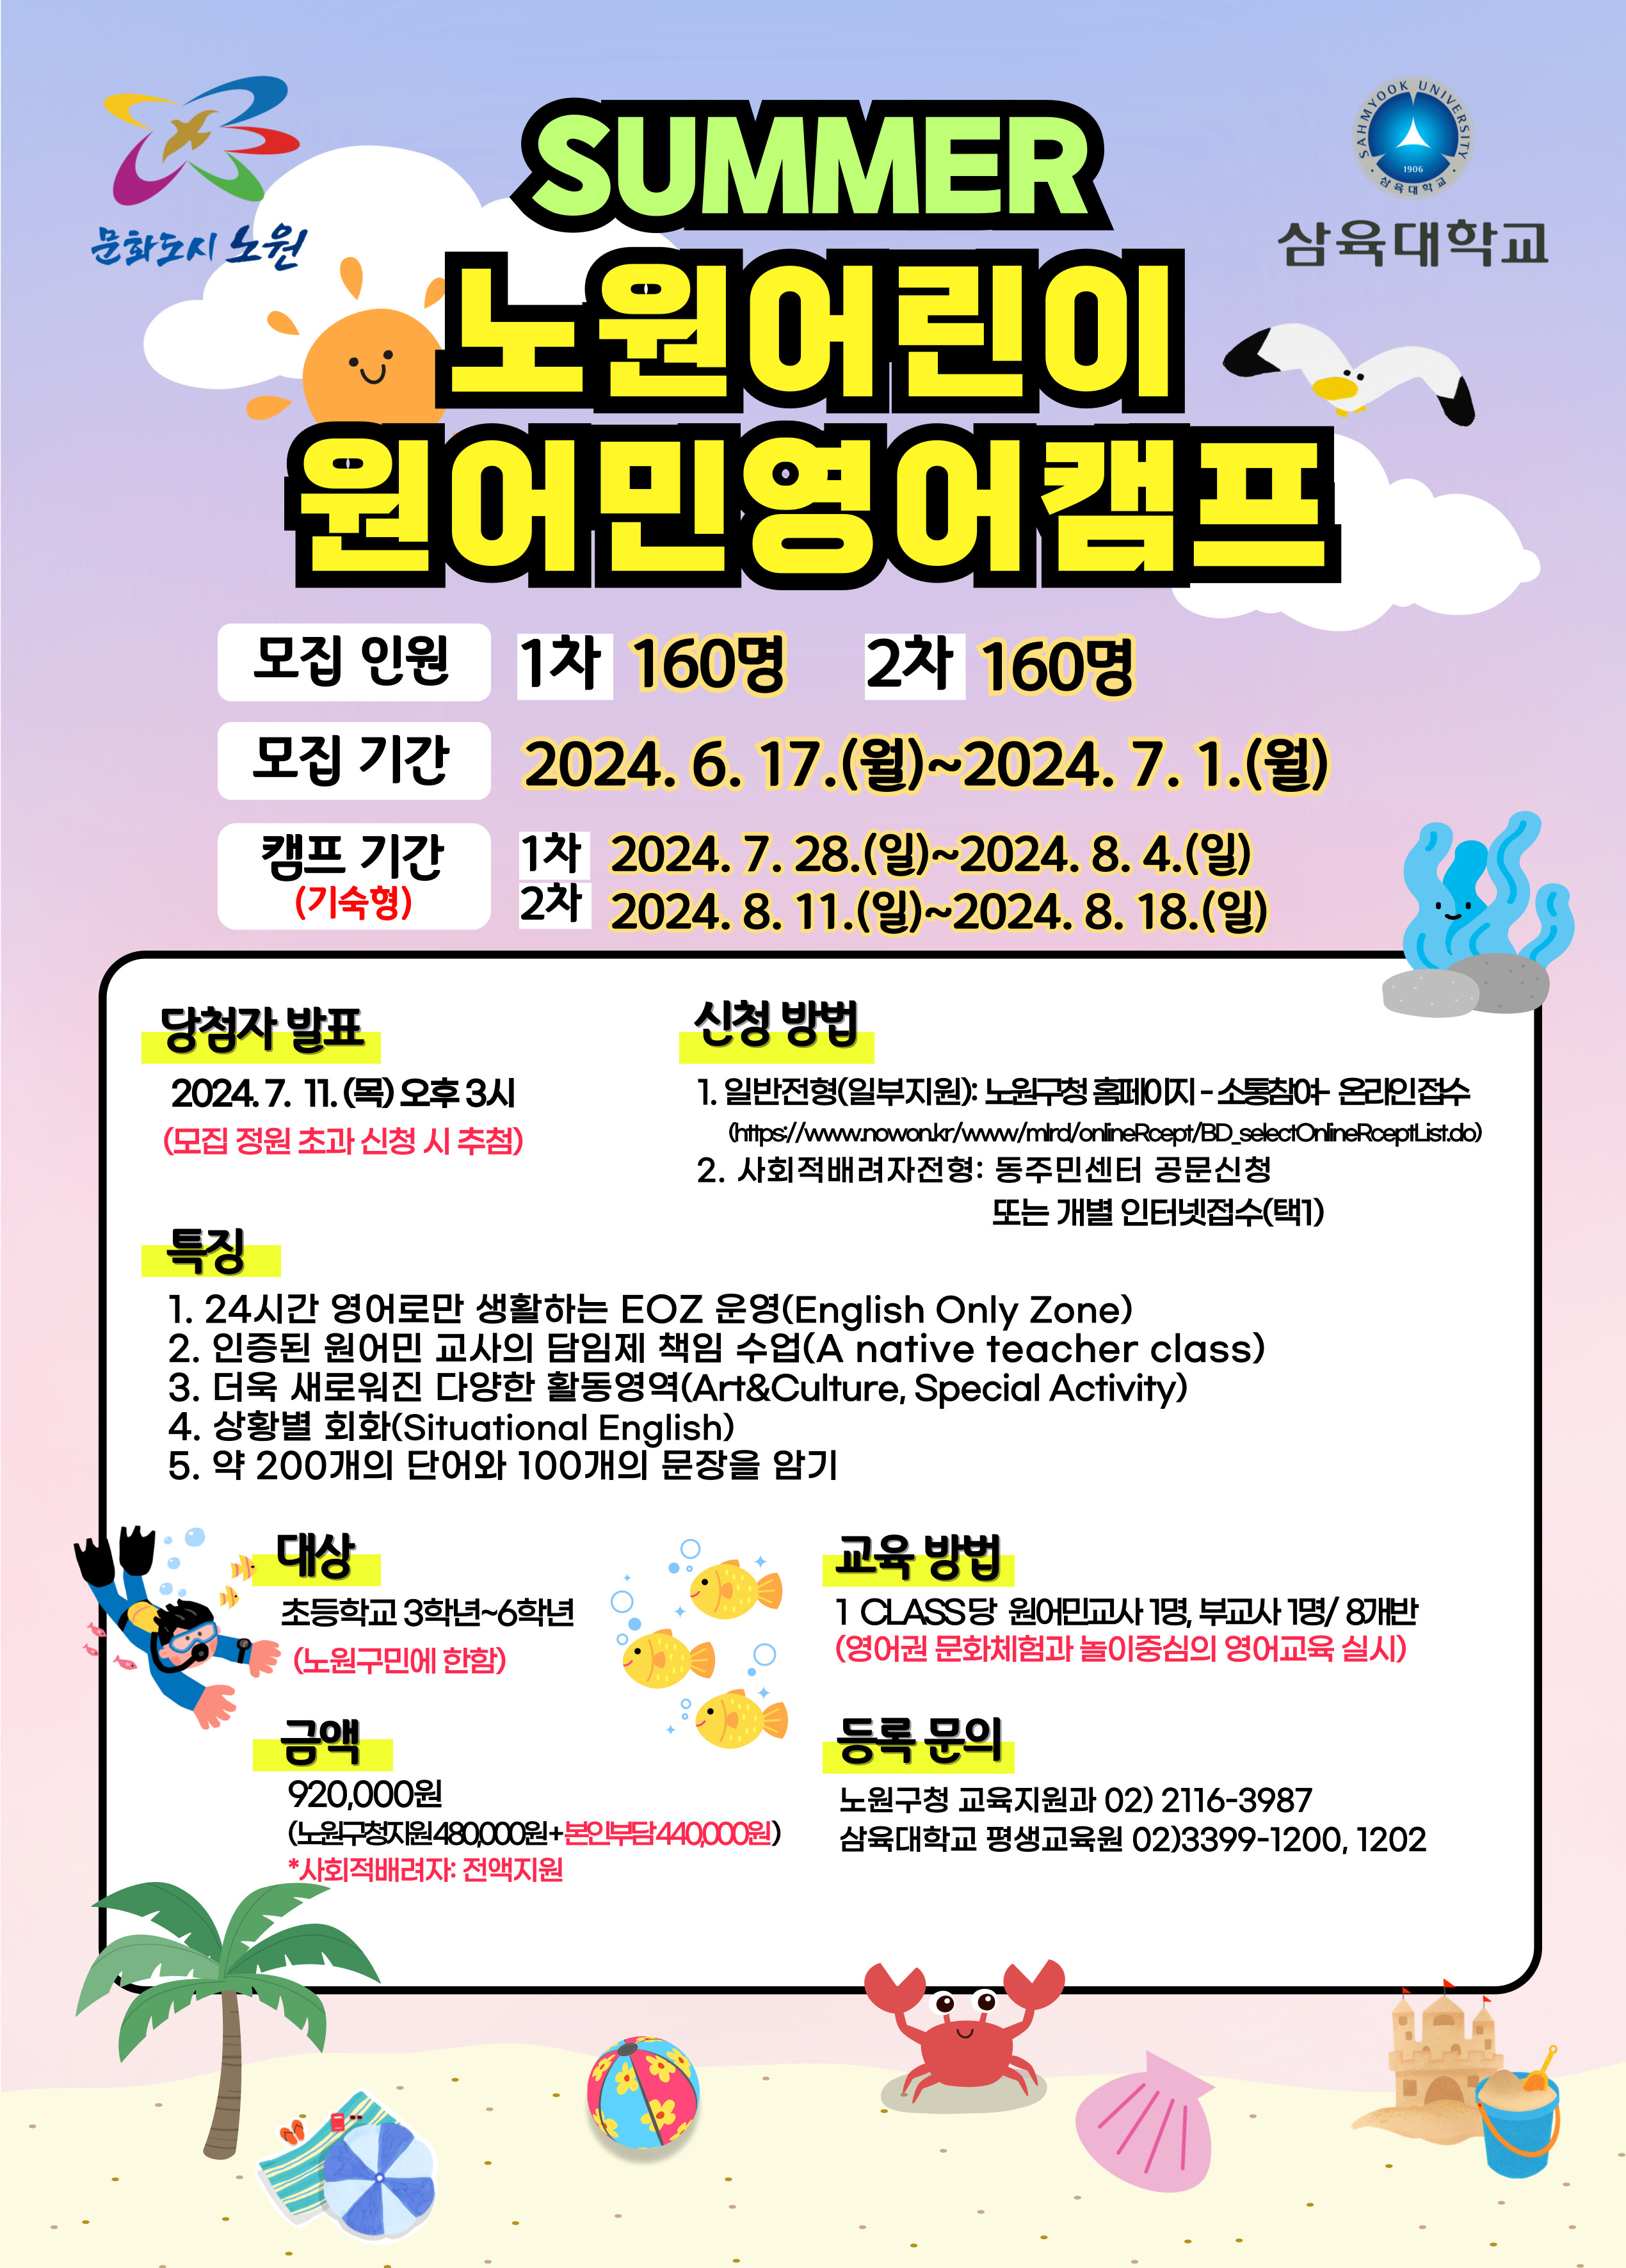 문화도시 노원
SAHMYOOK UNIVERSITY
1906
삼육대학교
삼육대학교
SUMMER
노원어린이
원어민영어캠프
모집 인원 1차 160명 2차 160명
모집 기간 2024. 6. 17.(월)~2024. 7. 1.(월)
캠프 기간 1차 2024. 7. 28.(일)~2024. 8. 4.(일)
(기숙형) 2차 2024. 8. 11.(일)~2024. 8. 18.(일)
당첨자 발표
2024. 7. 11. (목) 오후 3시
(모집 정원 초과 신청 시 추첨)
신청 방법
1. 일반전형(일부지원): 노원구청 홈페이지 - 소통참여- 온라인접수
(https://www.nowon.kr/www/mlrd/onlineRcept/BD_selectOnlineRceptList.do)
2. 사회적배려자전형: 동주민센터 공문신청
또는 개별 인터넷접수(택1)
특징
1. 24시간 영어로만 생활하는 EOZ 운영(English Only Zone)
2. 인증된 원어민 교사의 담임제 책임 수업(A native teacher class)
3. 더욱 새로워진 다양한 활동영역(Art&Culture, Special Activity)
4. 상황별 회화(Situational English)
5. 약 200개의 단어와 100개의 문장을 암기
대상
초등학교 3학년~6학년
(노원구민에 한함)
교육 방법
1 CLASS당 원어민교사 1명, 부교사 1명/ 8개반
(영어권 문화체험과 놀이중심의 영어교육 실시)
금액
920,000원
(노원구청지원 480,000원+본인부담 440,000원)
*사회적배려자: 전액지원
등록 문의
노원구청 교육지원과 02) 2116-3987
삼육대학교 평생교육원 02)3399-1200, 1202